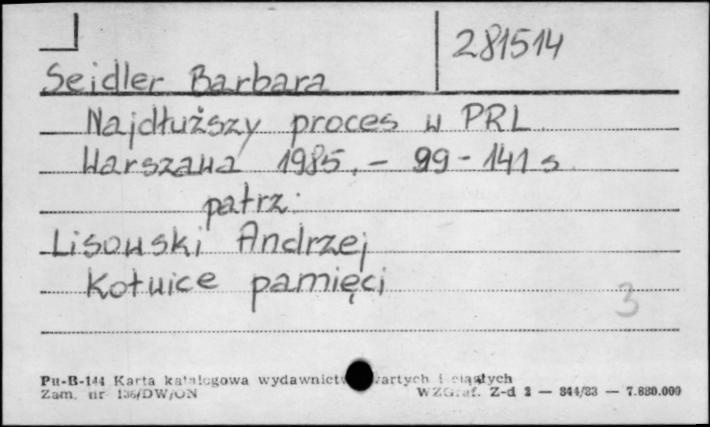 281514
Seidler Barbara
Najdłuższy proces w PRL
Warszawa 1985. - 99-141 s.
patrz:
Lisowski Andrzej
Kotwice pamięci
3
Pu-B-144 Karta katalogowa wydawnictw zwartych i ciągłych
Zam. nr 136/DW/ON WZGraf. Z-d 2 — 344/83 — 7.880.000